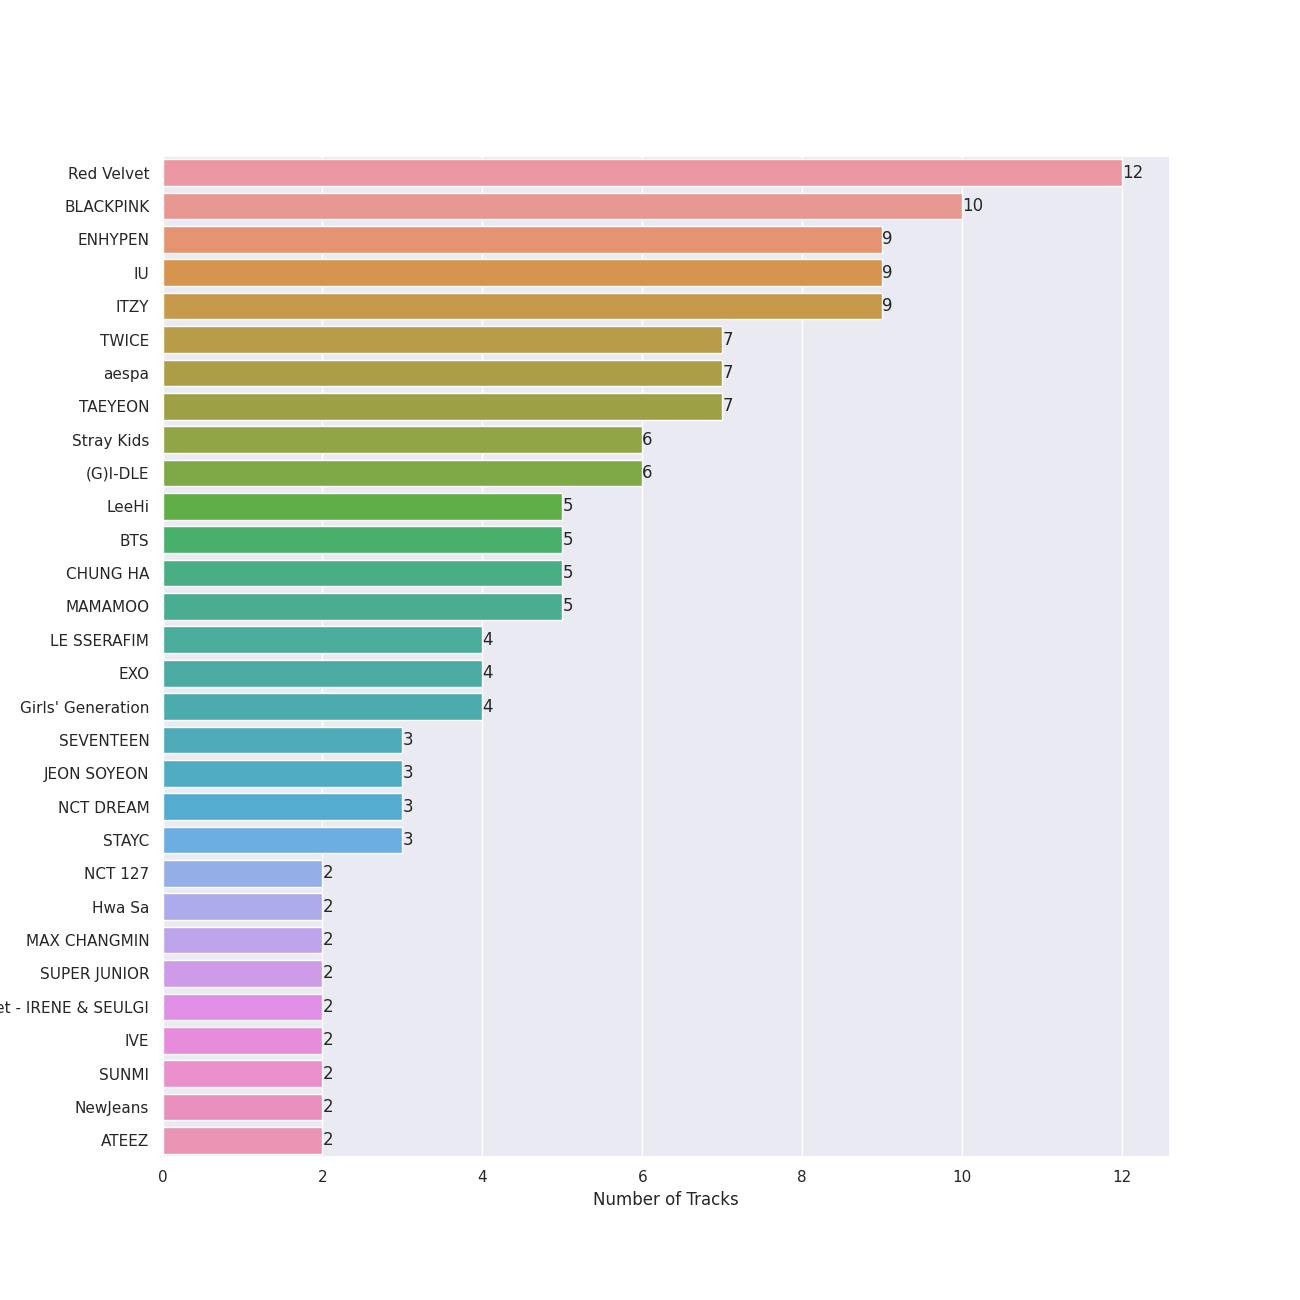 Red Velvet 12
BLACKPINK 10
ENHYPEN 9
IU 9
ITZY 9
TWICE 7
aespa 7
TAEYEON 7
Stray Kids 6
(G)I-DLE 6
LeeHi 5
BTS 5
CHUNG HA 5
MAMAMOO 5
LE SSERAFIM 4
EXO 4
Girls' Generation 4
SEVENTEEN 3
JEON SOYEON 3
NCT DREAM 3
STAYC 3
NCT 127 2
Hwa Sa 2
MAX CHANGMIN 2
SUPER JUNIOR 2
et - IRENE & SEULGI 2
IVE 2
SUNMI 2
NewJeans 2
ATEEZ 2
0 2 4 6 8 10 12
Number of Tracks